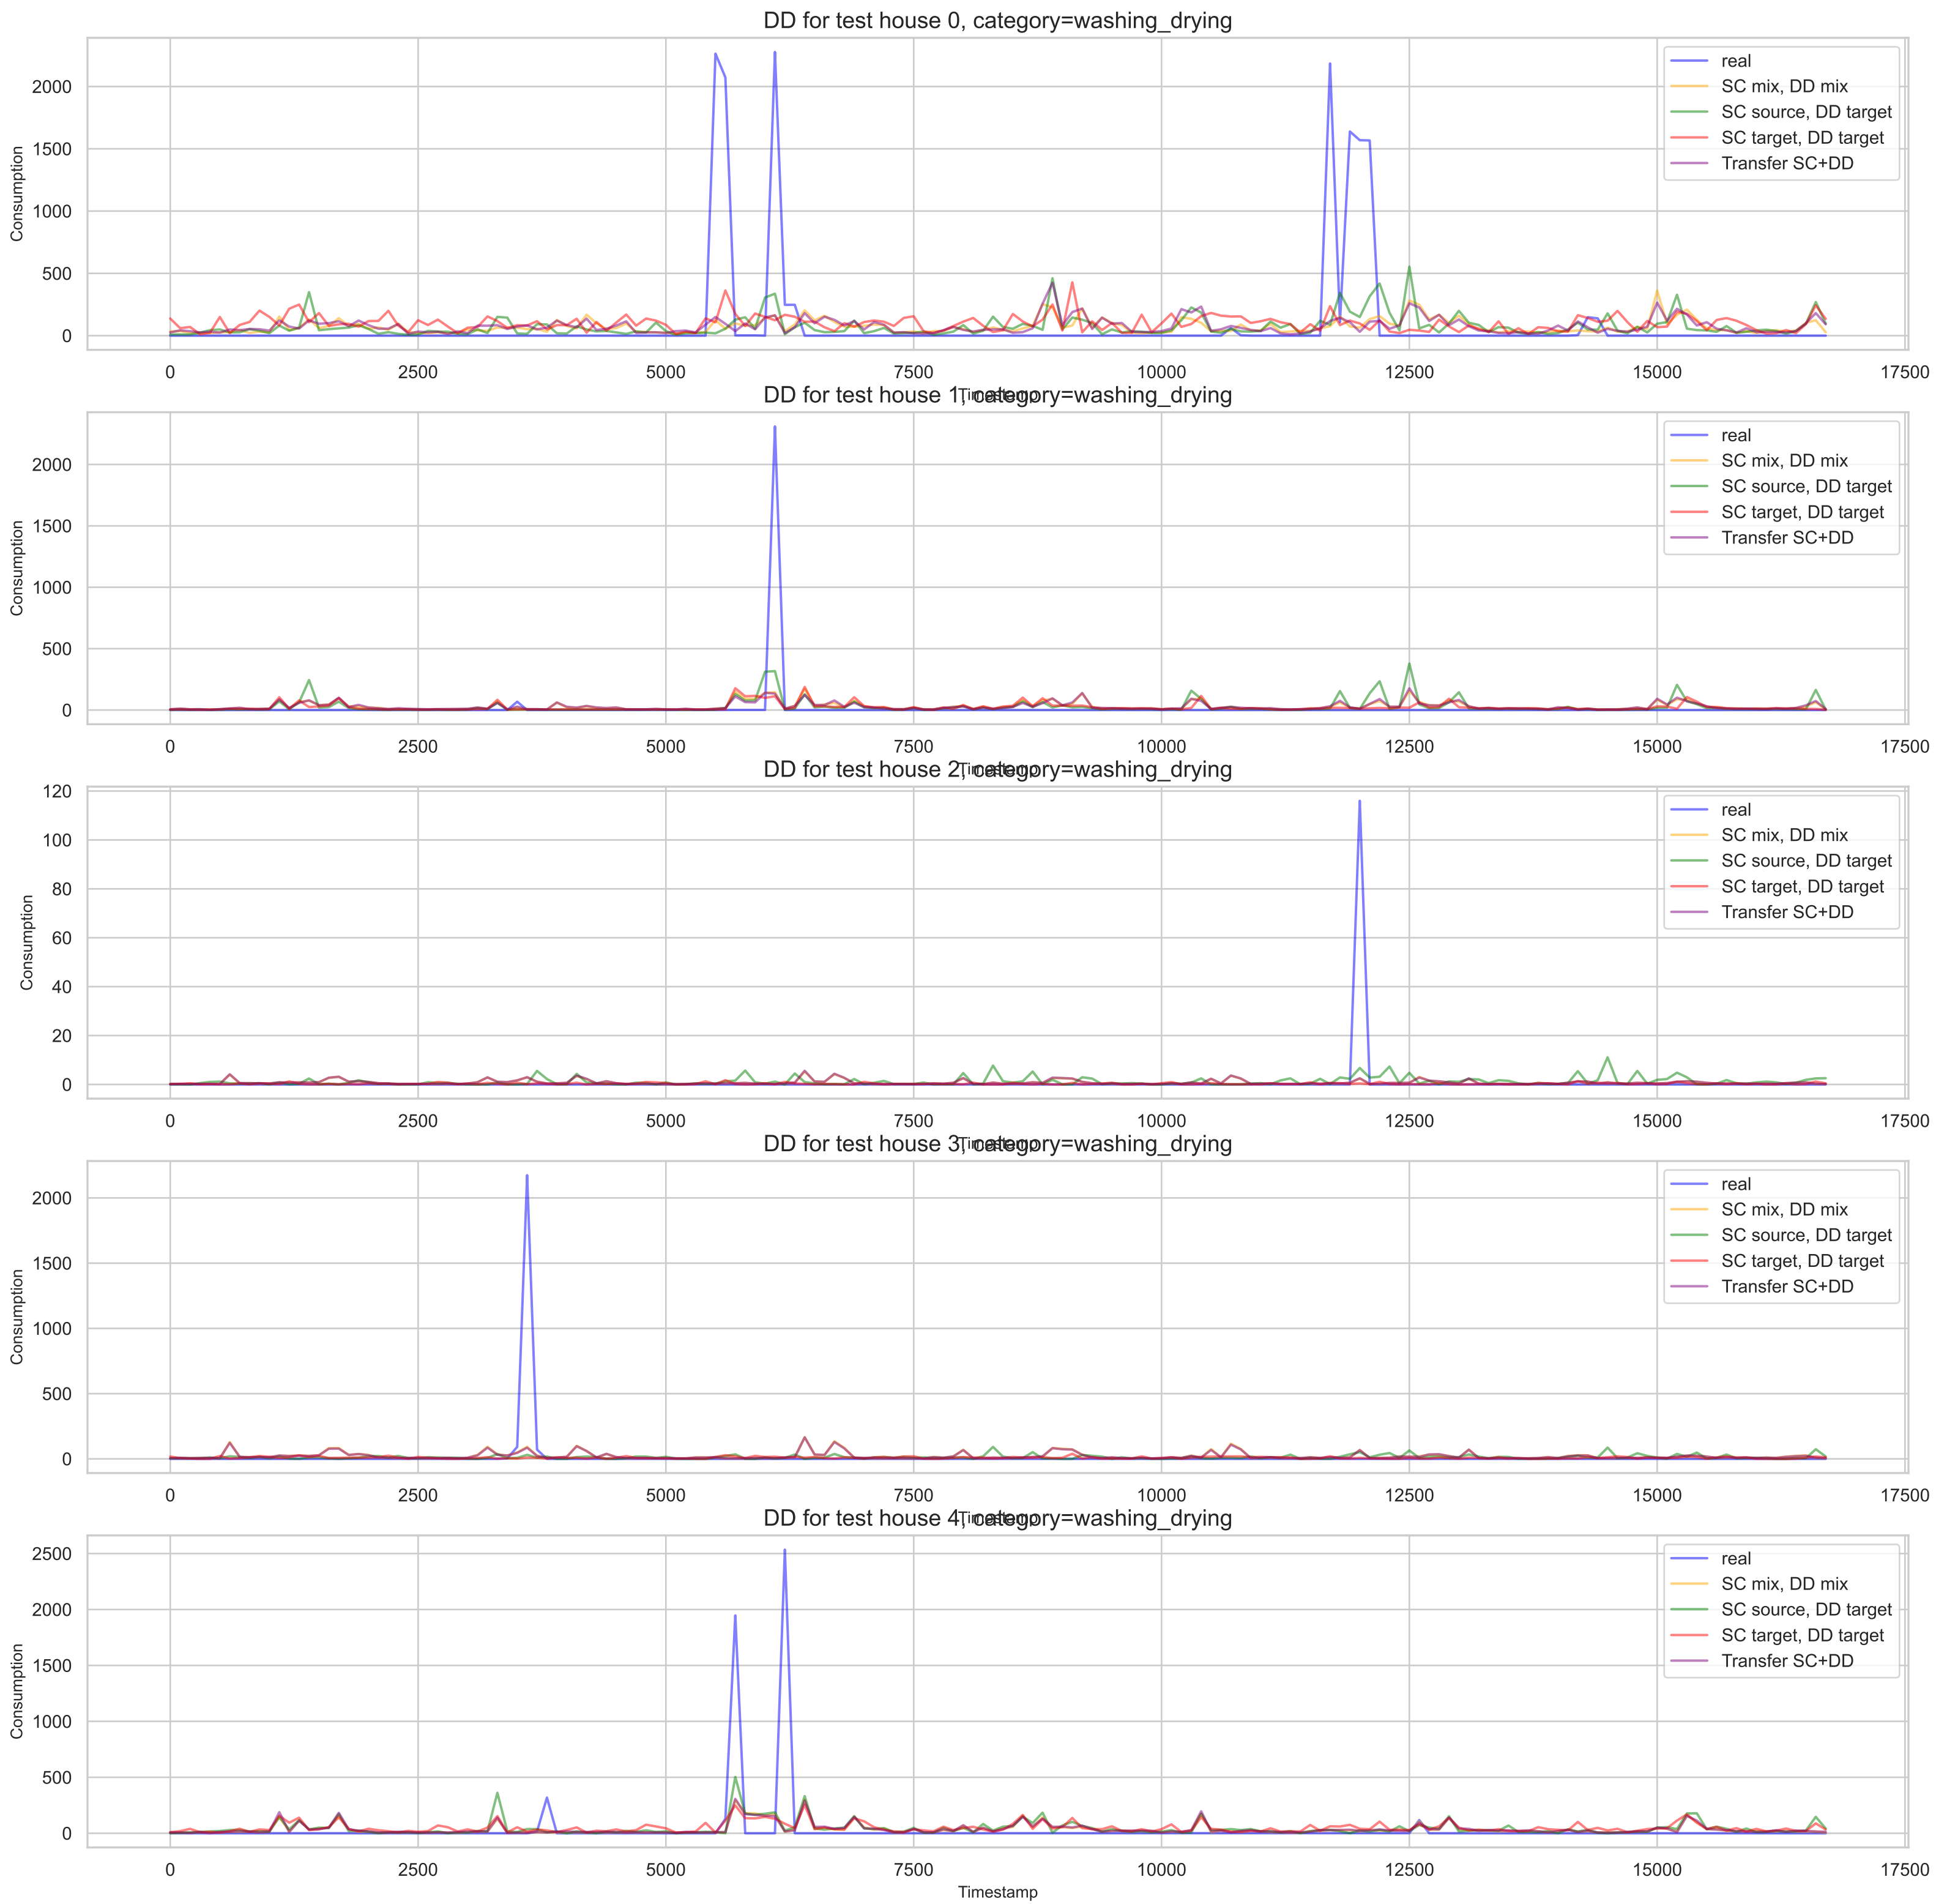 DD for test house 0, category=washing_drying
Consumption
2000
1500
1000
500
0
real
SC mix, DD mix
SC source, DD target
SC target, DD target
Transfer SC+DD
0 2500 5000 7500 10000 12500 15000 17500
Timestamp
DD for test house 1, category=washing_drying
Consumption
2000
1500
1000
500
0
real
SC mix, DD mix
SC source, DD target
SC target, DD target
Transfer SC+DD
0 2500 5000 7500 10000 12500 15000 17500
Timestamp
DD for test house 2, category=washing_drying
Consumption
120
100
80
60
40
20
0
real
SC mix, DD mix
SC source, DD target
SC target, DD target
Transfer SC+DD
0 2500 5000 7500 10000 12500 15000 17500
Timestamp
DD for test house 3, category=washing_drying
Consumption
2000
1500
1000
500
0
real
SC mix, DD mix
SC source, DD target
SC target, DD target
Transfer SC+DD
0 2500 5000 7500 10000 12500 15000 17500
Timestamp
DD for test house 4, category=washing_drying
Consumption
2500
2000
1500
1000
500
0
real
SC mix, DD mix
SC source, DD target
SC target, DD target
Transfer SC+DD
0 2500 5000 7500 10000 12500 15000 17500
Timestamp